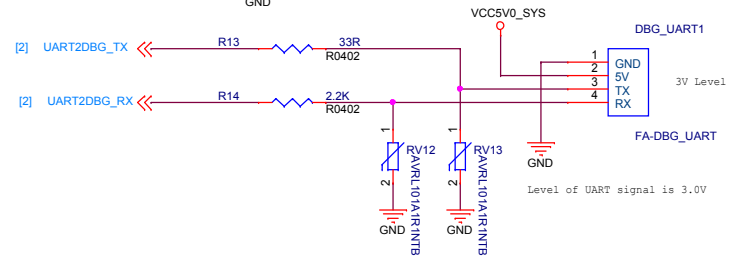 GND
VCC5V0_SYS
DBG_UART1
[2] UART2DBG_TX R13 33R
R0402
1 GND
2 5V
3 TX
4 RX
3V Level
[2] UART2DBG_RX R14 2.2K
R0402
FA-DBG_UART
1 1
RV12 RV13
AVRL101A1R1NTB AVRL101A1R1NTB
2 2
GND
Level of UART signal is 3.0V
GND GND